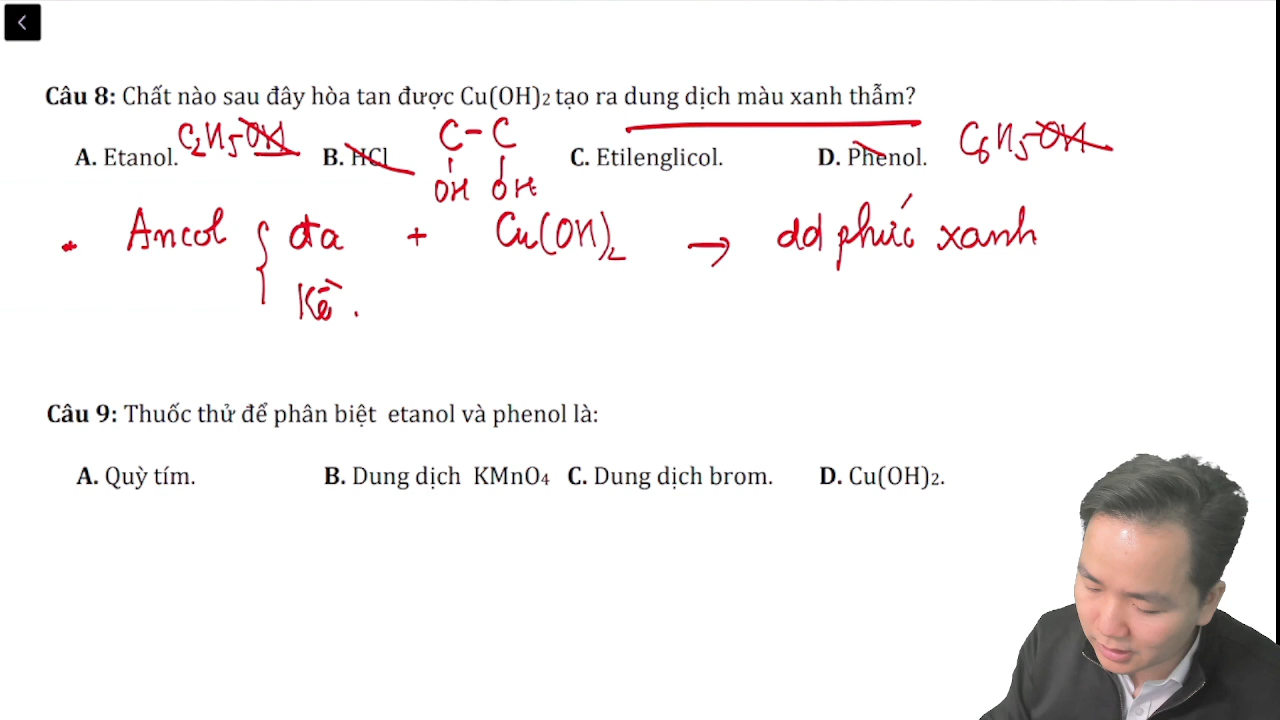 Câu 8: Chất nào sau đây hòa tan được Cu(OH)2 tạo ra dung dịch màu xanh thẫm?
A. Etanol. C2H5OH B. HCl C-C C. Etilenglicol. D. Phenol. C6H5OH
OH OH
Ancol { đa + Cu(OH)2 → dd phức xanh
Kề.
Câu 9: Thuốc thử để phân biệt etanol và phenol là:
A. Quỳ tím. B. Dung dịch KMnO4 C. Dung dịch brom. D. Cu(OH)2.